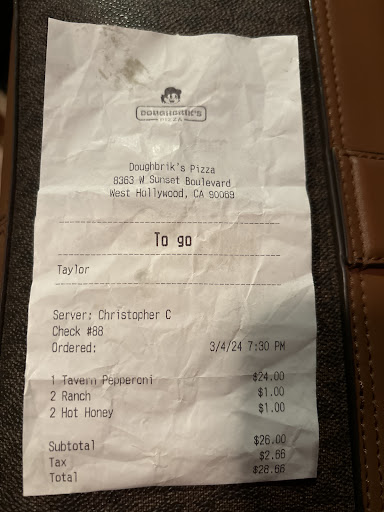 DOUGHBRIK'S
PIZZA
Doughbrik's Pizza
8363 W Sunset Boulevard
West Hollywood, CA 90069
To go
Taylor
Server: Christopher C
Check #88
Ordered: 3/4/24 7:30 PM
1 Tavern Pepperoni $24.00
2 Ranch $1.00
2 Hot Honey $1.00
Subtotal $26.00
Tax $2.66
Total $28.66